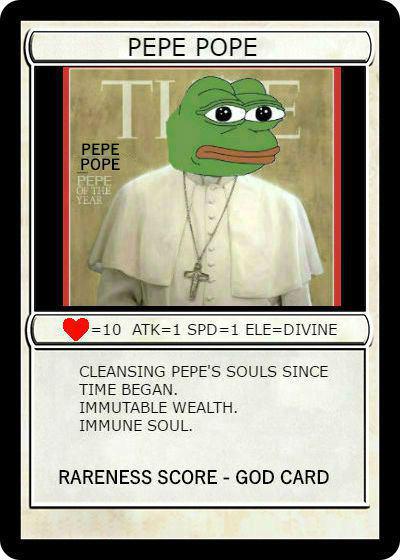 PEPE POPE
TIME
PEPE
POPE
PEPE
OF THE
YEAR
=10 ATK=1 SPD=1 ELE=DIVINE
CLEANSING PEPE'S SOULS SINCE
TIME BEGAN.
IMMUTABLE WEALTH.
IMMUNE SOUL.
RARENESS SCORE - GOD CARD